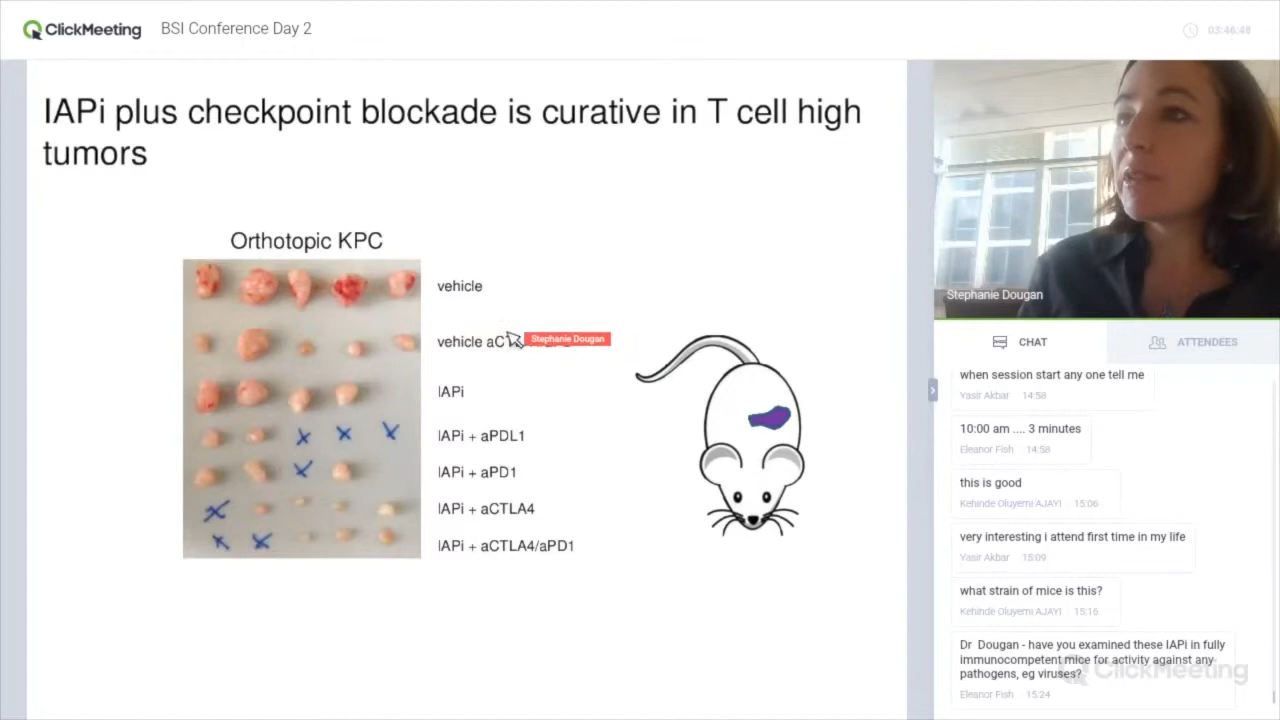 ClickMeeting
BSI Conference Day 2
03:46:48
IAPi plus checkpoint blockade is curative in T cell high
tumors
Orthotopic KPC
vehicle
vehicle
Stephanie Dougan
IAPi
IAPi + aPDL1
IAPi + aPD1
IAPi + aCTLA4
IAPi + aCTLA4/aPD1
Stephanie Dougan
CHAT
ATTENDEES
when session start any one tell me
Yasir Akbar 14:58
10:00 am .... 3 minutes
Eleanor Fish 14:58
this is good
Kehinde Oluyemi AJAYI 15:06
very interesting i attend first time in my life
Yasir Akbar 15:09
what strain of mice is this?
Kehinde Oluyemi AJAYI 15:16
Dr Dougan - have you examined these IAPi in fully
immunocompetent mice for activity against any
pathogens, eg viruses?
ClickMeeting
Eleanor Fish 15:24